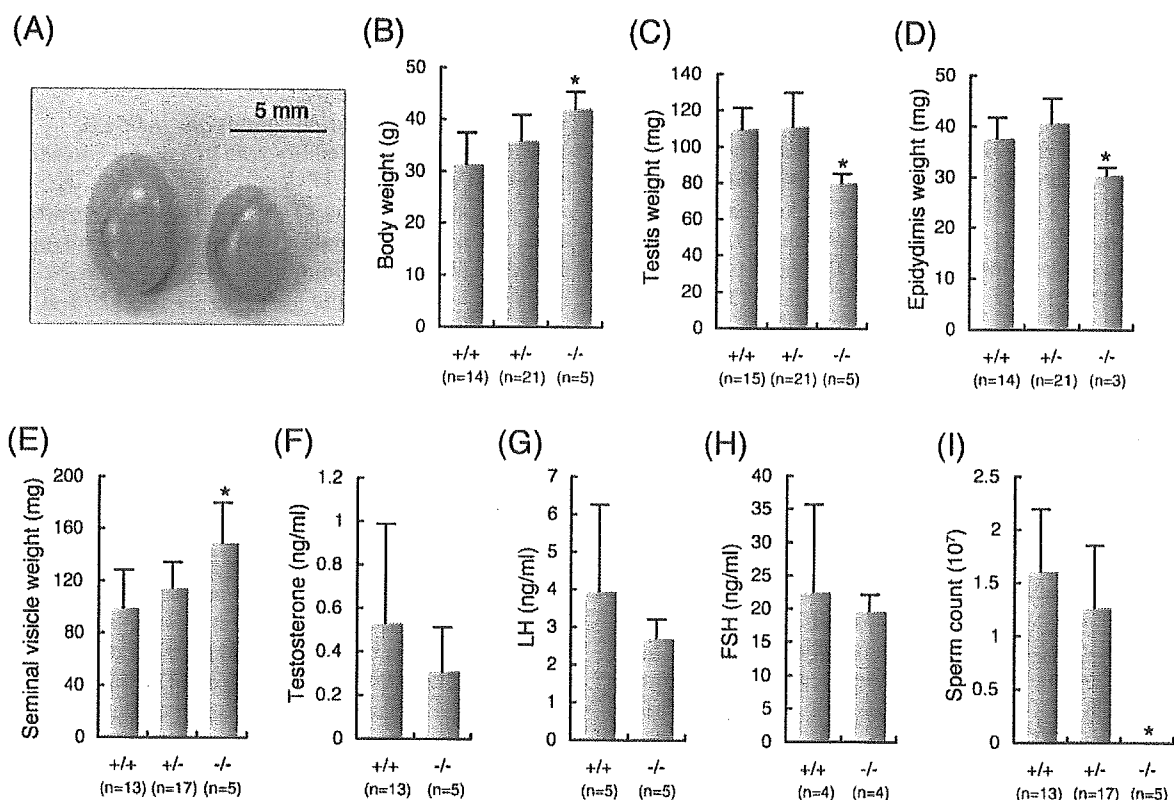 (A)
5 mm
(B)
Body weight (g)
50
40
30
20
10
0
*
+/+ +/- -/-
(n=14) (n=21) (n=5)
(C)
Testis weight (mg)
140
120
100
80
60
40
20
0
*
+/+ +/- -/-
(n=15) (n=21) (n=5)
(D)
Epidydimis weight (mg)
50
40
30
20
10
0
*
+/+ +/- -/-
(n=14) (n=21) (n=3)
(E)
Seminal visicle weight (mg)
200
160
120
80
40
0
*
+/+ +/- -/-
(n=13) (n=17) (n=5)
(F)
Testosterone (ng/ml)
1.2
1
0.8
0.6
0.4
0.2
0
+/+ -/-
(n=13) (n=5)
(G)
LH (ng/ml)
7
6
5
4
3
2
1
0
+/+ -/-
(n=5) (n=5)
(H)
FSH (ng/ml)
40
35
30
25
20
15
10
5
0
+/+ -/-
(n=4) (n=4)
(I)
Sperm count (10⁷)
2.5
2
1.5
1
0.5
0
*
+/+ +/- -/-
(n=13) (n=17) (n=5)